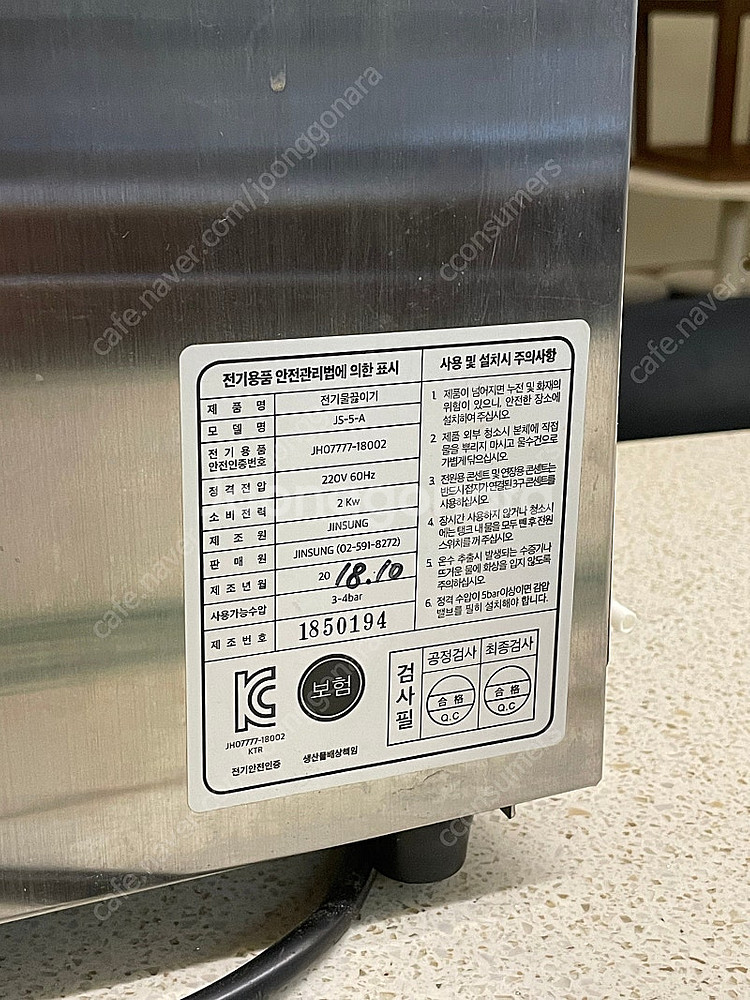 cafe.naver.com/joonggonara
cconsumers
cafe.naver
전기용품 안전관리법에 의한 표시
제품명 전기물끓이기
모델명 JS-5-A
전기용품 안전인증번호 JH07777-18002
정격전압 220V 60Hz
소비전력 2 Kw
제조원 JINSUNG
판매원 JINSUNG (02-591-8272)
제조년월 20 18.10
사용가능수압 3-4bar
제조번호 1850194
사용 및 설치시 주의사항
1. 제품이 넘어지면 누전 및 화재의
위험이 있으니, 안전한 장소에
설치하여 주십시오.
2. 제품 외부 청소시 본체에 직접
물을 뿌리지 마시고 물수건으로
가볍게 닦으십시오.
3. 전원용 콘센트 및 연장용 콘센트는
반드시 접지가 연결된 3구 콘센트를
사용하십시오.
4. 장시간 사용하지 않거나 청소시
에는 탱크 내 물을 모두 뺀 후 전원
스위치를 꺼 주십시오.
5. 온수 추출시 발생되는 수증기나
뜨거운 물에 화상을 입지 않도록
주의하십시오.
6. 정격 수압이 5bar이상이면 감압
밸브를 필히 설치해야 합니다.
KC
JH07777-18002
KTR
전기안전인증
보험
생산물배상책임
검사필
공정검사 최종검사
合格 合格
Q.C Q.C
joonggonara
cafe.naver.com
cconsumers
cafe.naver.com